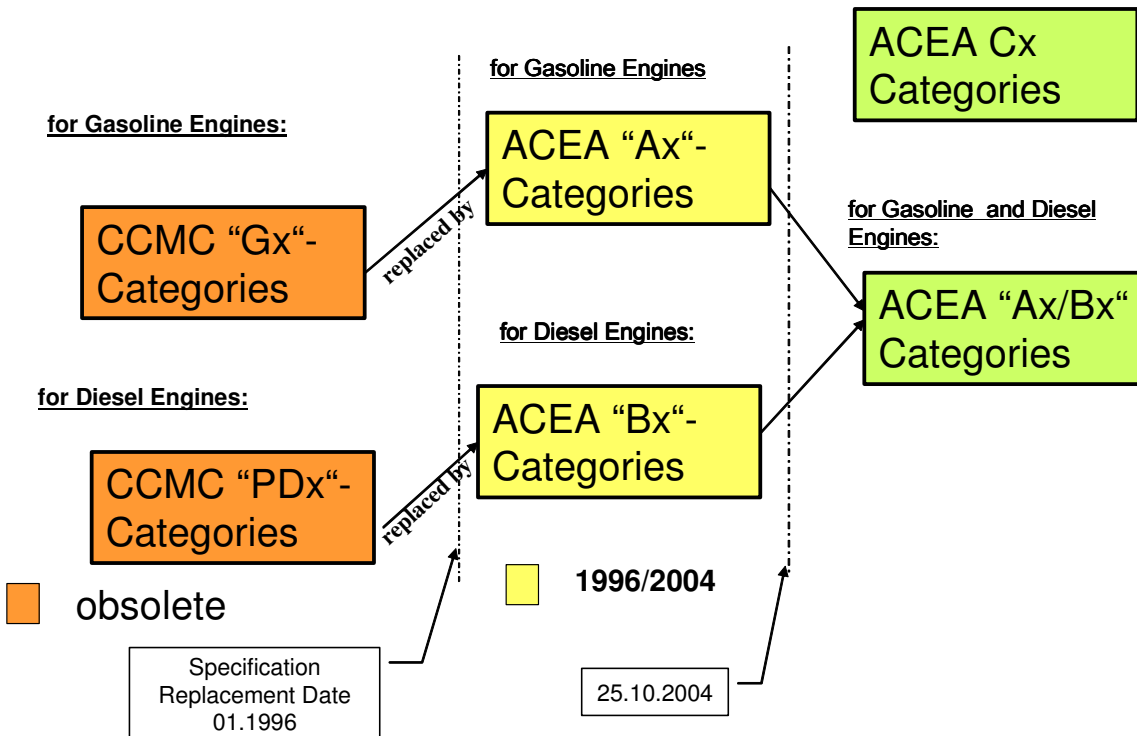 for Gasoline Engines:
CCMC “Gx“-
Categories
for Diesel Engines:
CCMC “PDx“-
Categories
obsolete
replaced by
replaced by
Specification
Replacement Date
01.1996
for Gasoline Engines
ACEA “Ax“-
Categories
for Diesel Engines:
ACEA “Bx“-
Categories
1996/2004
25.10.2004
ACEA Cx
Categories
for Gasoline and Diesel
Engines:
ACEA “Ax/Bx“
Categories